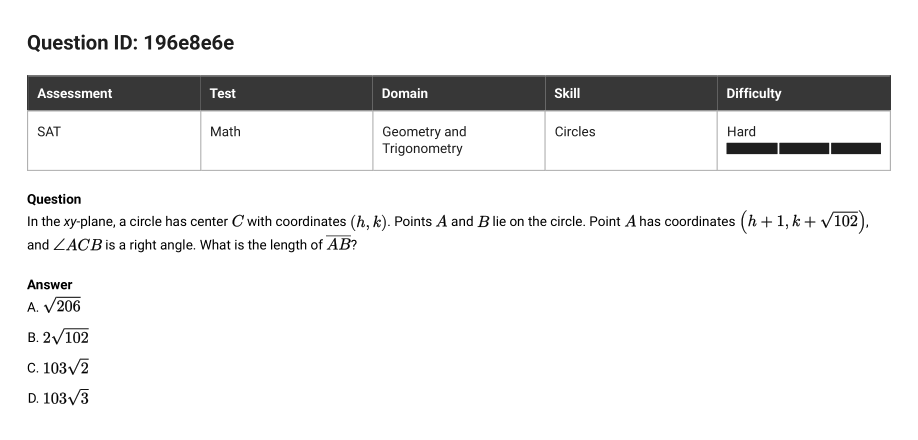 Question ID: 196e8e6e
Assessment Test Domain Skill Difficulty
SAT Math Geometry and Trigonometry Circles Hard
Question
In the xy-plane, a circle has center C with coordinates (h, k). Points A and B lie on the circle. Point A has coordinates (h + 1, k + √102),
and ∠ACB is a right angle. What is the length of A̅B̅?
Answer
A. √206
B. 2√102
C. 103√2
D. 103√3